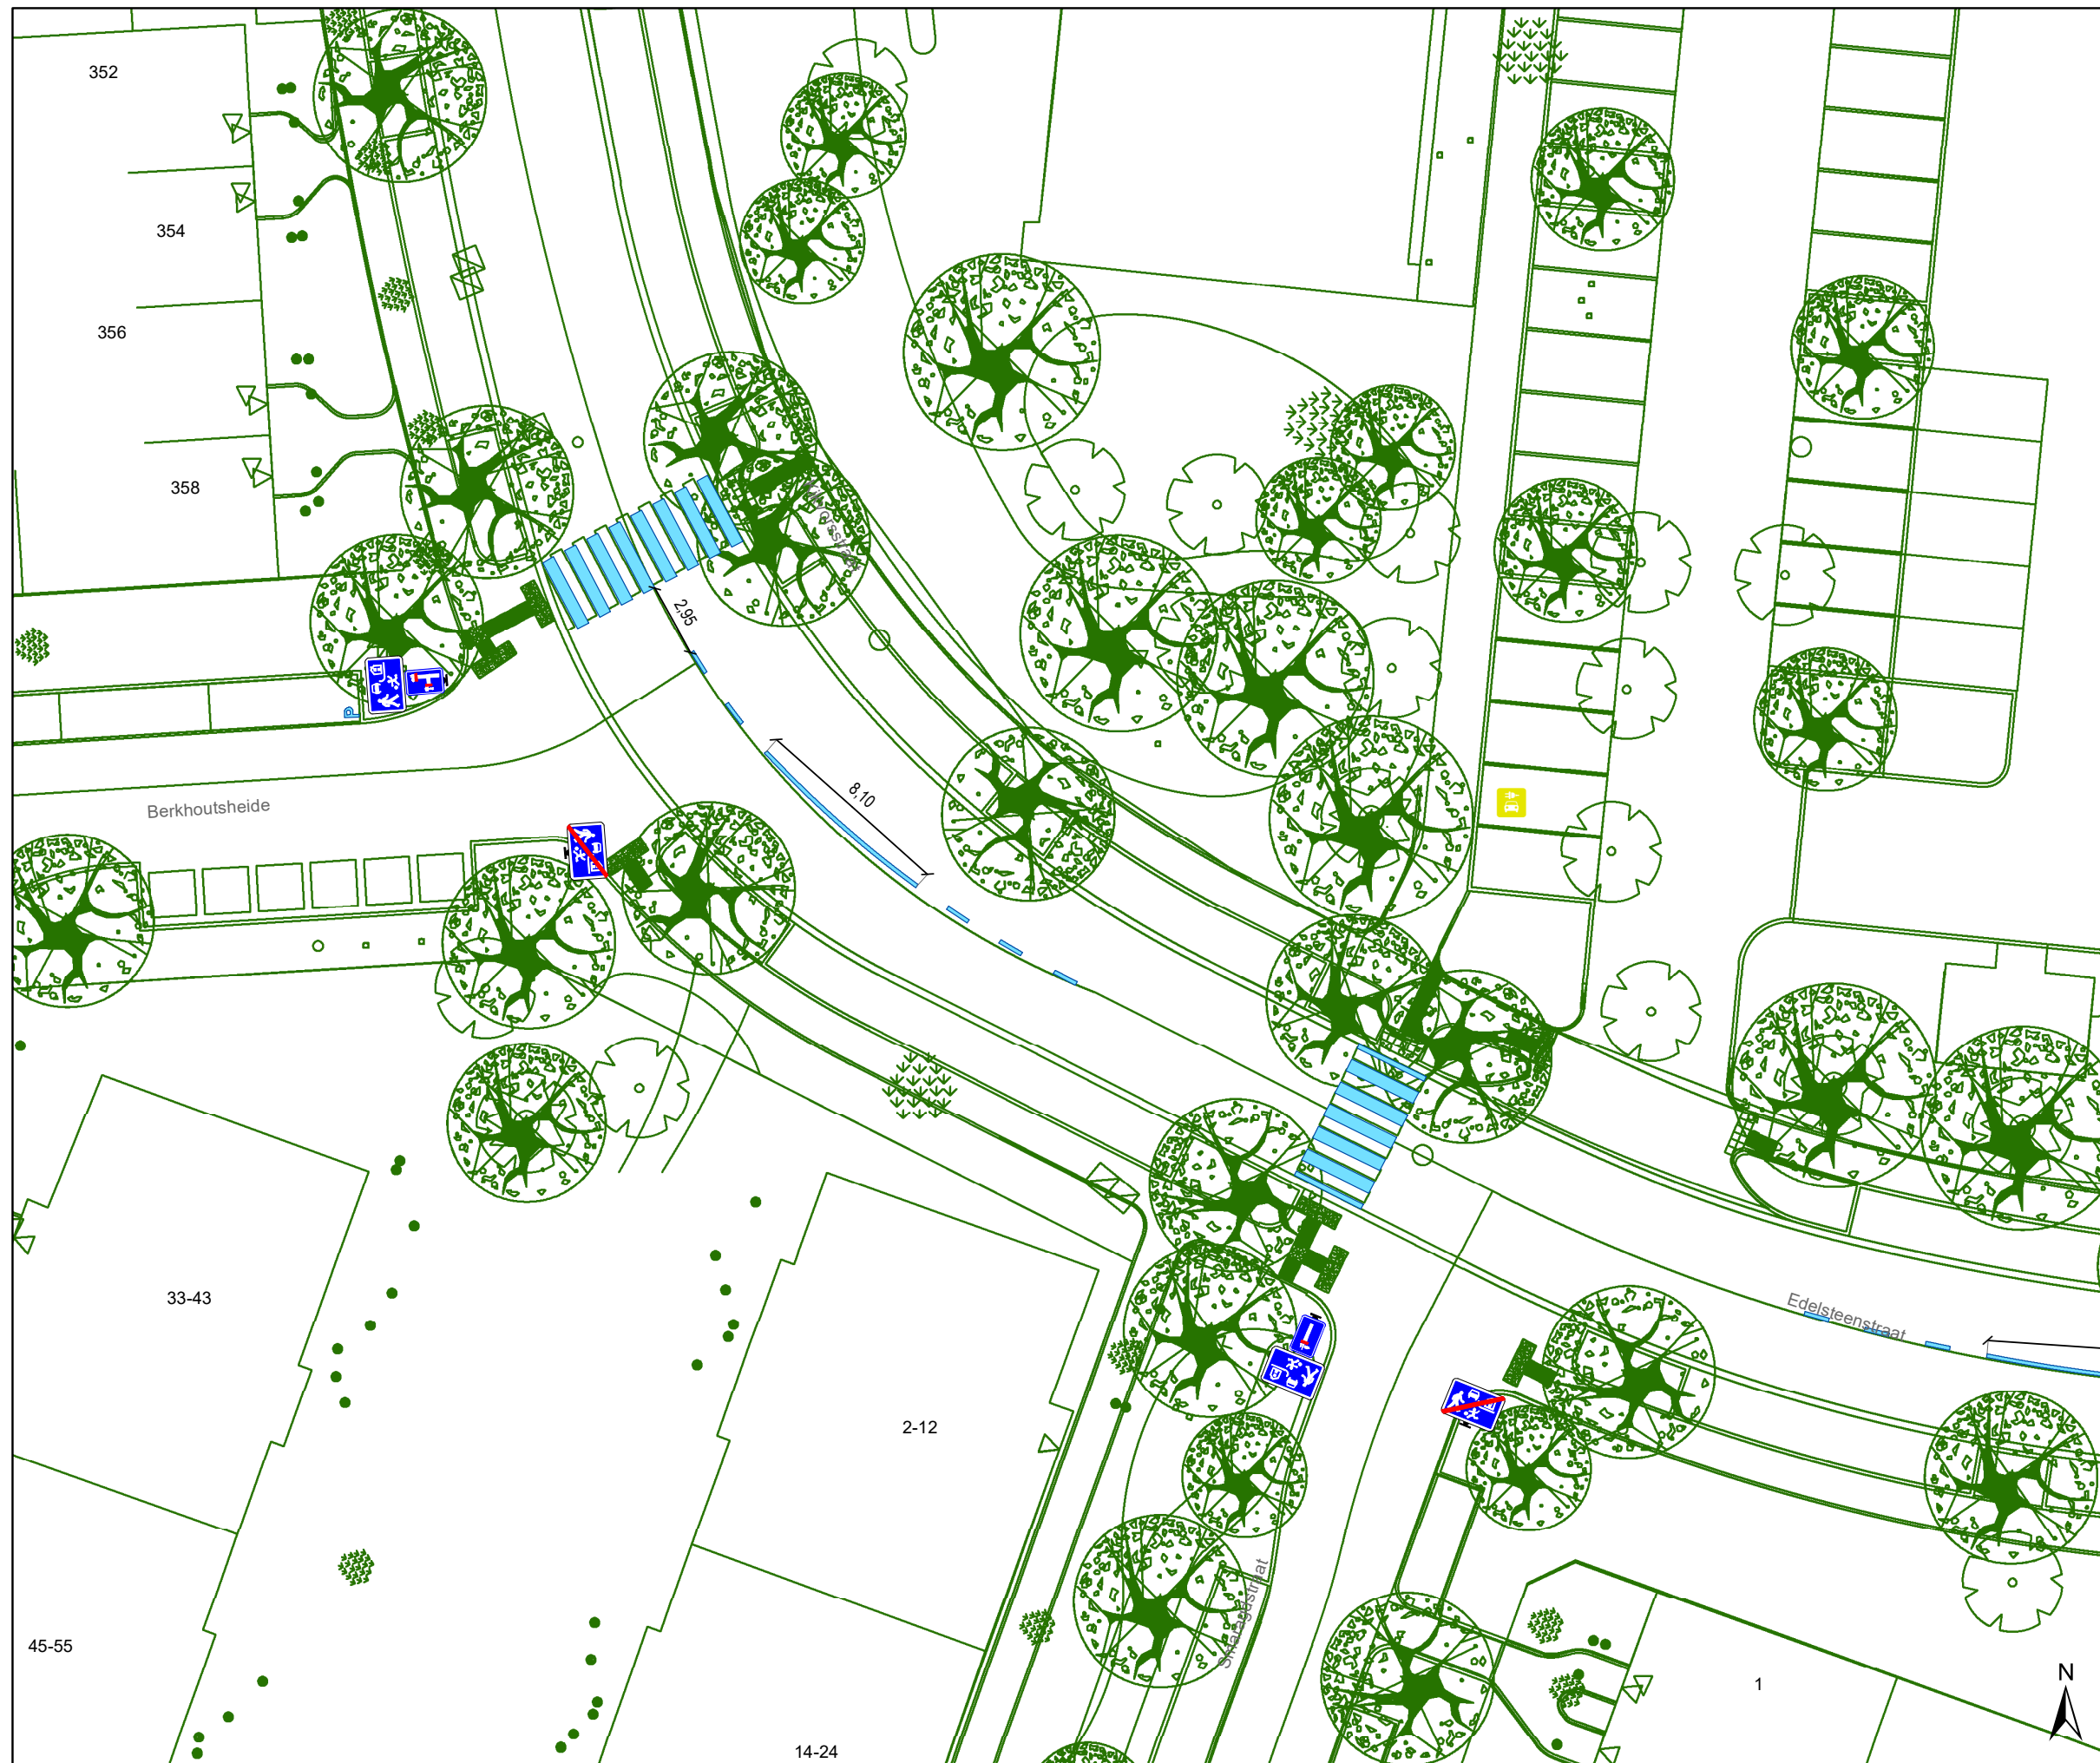 352
354
356
358
2,95
P
8,10
Berkhoutsheide
33-43
Edelsteenstraat
2-12
Smaragdstraat
45-55
1
N
14-24